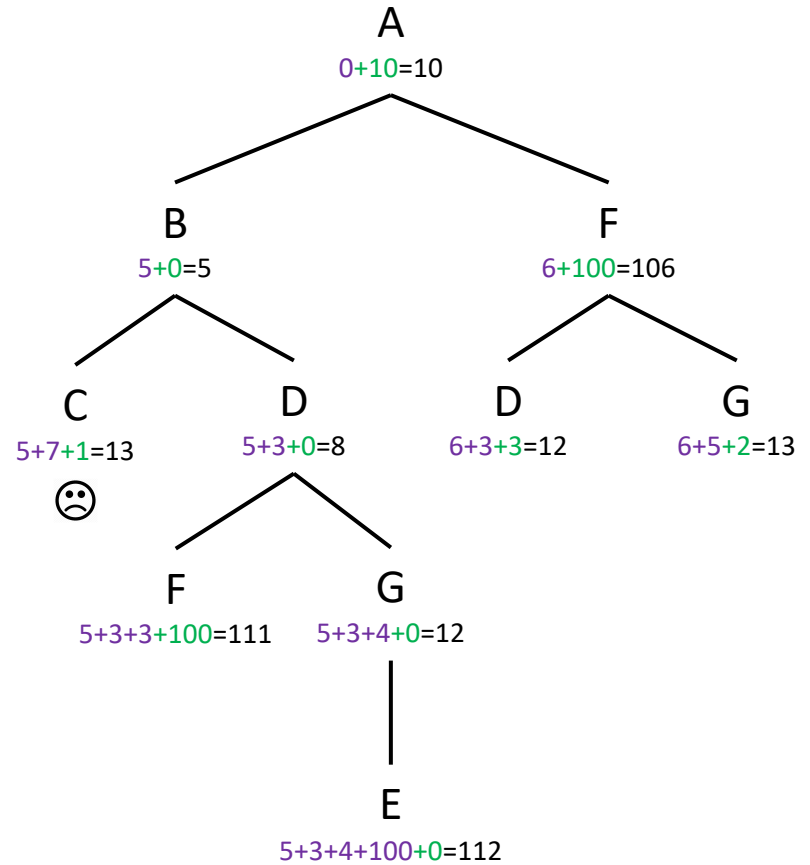 A
0+10=10
B F
5+0=5 6+100=106
C D D G
5+7+1=13 5+3+0=8 6+3+3=12 6+5+2=13
F G
5+3+3+100=111 5+3+4+0=12
E
5+3+4+100+0=112